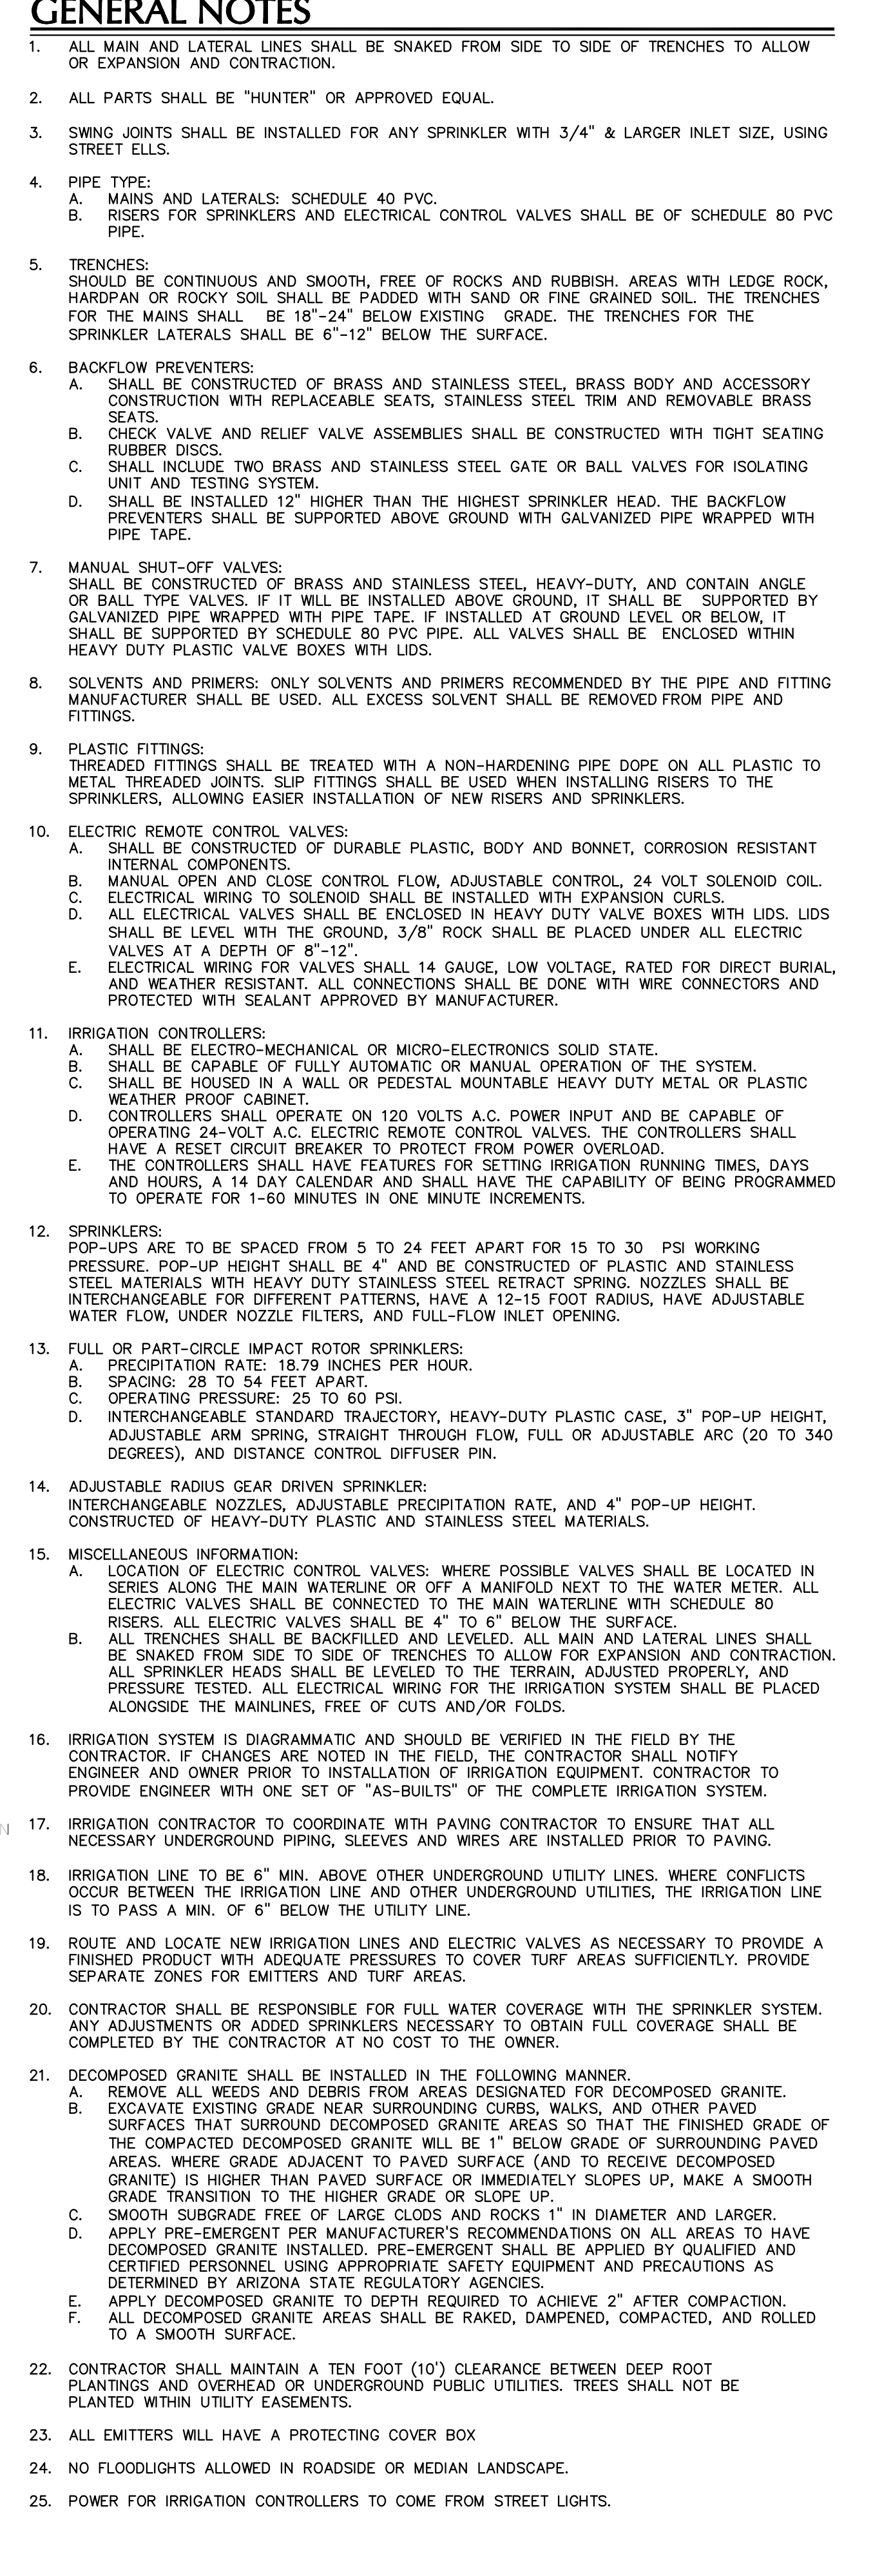 GENERAL NOTES
1. ALL MAIN AND LATERAL LINES SHALL BE SNAKED FROM SIDE TO SIDE OF TRENCHES TO ALLOW
OR EXPANSION AND CONTRACTION.
2. ALL PARTS SHALL BE "HUNTER" OR APPROVED EQUAL.
3. SWING JOINTS SHALL BE INSTALLED FOR ANY SPRINKLER WITH 3/4" & LARGER INLET SIZE, USING
STREET ELLS.
4. PIPE TYPE:
A. MAINS AND LATERALS: SCHEDULE 40 PVC.
B. RISERS FOR SPRINKLERS AND ELECTRICAL CONTROL VALVES SHALL BE OF SCHEDULE 80 PVC
PIPE.
5. TRENCHES:
SHOULD BE CONTINUOUS AND SMOOTH, FREE OF ROCKS AND RUBBISH. AREAS WITH LEDGE ROCK,
HARDPAN OR ROCKY SOIL SHALL BE PADDED WITH SAND OR FINE GRAINED SOIL. THE TRENCHES
FOR THE MAINS SHALL BE 18"-24" BELOW EXISTING GRADE. THE TRENCHES FOR THE
SPRINKLER LATERALS SHALL BE 6"-12" BELOW THE SURFACE.
6. BACKFLOW PREVENTERS:
A. SHALL BE CONSTRUCTED OF BRASS AND STAINLESS STEEL, BRASS BODY AND ACCESSORY
CONSTRUCTION WITH REPLACEABLE SEATS, STAINLESS STEEL TRIM AND REMOVABLE BRASS
SEATS.
B. CHECK VALVE AND RELIEF VALVE ASSEMBLIES SHALL BE CONSTRUCTED WITH TIGHT SEATING
RUBBER DISCS.
C. SHALL INCLUDE TWO BRASS AND STAINLESS STEEL GATE OR BALL VALVES FOR ISOLATING
UNIT AND TESTING SYSTEM.
D. SHALL BE INSTALLED 12" HIGHER THAN THE HIGHEST SPRINKLER HEAD. THE BACKFLOW
PREVENTERS SHALL BE SUPPORTED ABOVE GROUND WITH GALVANIZED PIPE WRAPPED WITH
PIPE TAPE.
7. MANUAL SHUT-OFF VALVES:
SHALL BE CONSTRUCTED OF BRASS AND STAINLESS STEEL, HEAVY-DUTY, AND CONTAIN ANGLE
OR BALL TYPE VALVES. IF IT WILL BE INSTALLED ABOVE GROUND, IT SHALL BE SUPPORTED BY
GALVANIZED PIPE WRAPPED WITH PIPE TAPE. IF INSTALLED AT GROUND LEVEL OR BELOW, IT
SHALL BE SUPPORTED BY SCHEDULE 80 PVC PIPE. ALL VALVES SHALL BE ENCLOSED WITHIN
HEAVY DUTY PLASTIC VALVE BOXES WITH LIDS.
8. SOLVENTS AND PRIMERS: ONLY SOLVENTS AND PRIMERS RECOMMENDED BY THE PIPE AND FITTING
MANUFACTURER SHALL BE USED. ALL EXCESS SOLVENT SHALL BE REMOVED FROM PIPE AND
FITTINGS.
9. PLASTIC FITTINGS:
THREADED FITTINGS SHALL BE TREATED WITH A NON-HARDENING PIPE DOPE ON ALL PLASTIC TO
METAL THREADED JOINTS. SLIP FITTINGS SHALL BE USED WHEN INSTALLING RISERS TO THE
SPRINKLERS, ALLOWING EASIER INSTALLATION OF NEW RISERS AND SPRINKLERS.
10. ELECTRIC REMOTE CONTROL VALVES:
A. SHALL BE CONSTRUCTED OF DURABLE PLASTIC, BODY AND BONNET, CORROSION RESISTANT
INTERNAL COMPONENTS.
B. MANUAL OPEN AND CLOSE CONTROL FLOW, ADJUSTABLE CONTROL, 24 VOLT SOLENOID COIL.
C. ELECTRICAL WIRING TO SOLENOID SHALL BE INSTALLED WITH EXPANSION CURLS.
D. ALL ELECTRICAL VALVES SHALL BE ENCLOSED IN HEAVY DUTY VALVE BOXES WITH LIDS. LIDS
SHALL BE LEVEL WITH THE GROUND, 3/8" ROCK SHALL BE PLACED UNDER ALL ELECTRIC
VALVES AT A DEPTH OF 8"-12".
E. ELECTRICAL WIRING FOR VALVES SHALL 14 GAUGE, LOW VOLTAGE, RATED FOR DIRECT BURIAL,
AND WEATHER RESISTANT. ALL CONNECTIONS SHALL BE DONE WITH WIRE CONNECTORS AND
PROTECTED WITH SEALANT APPROVED BY MANUFACTURER.
11. IRRIGATION CONTROLLERS:
A. SHALL BE ELECTRO-MECHANICAL OR MICRO-ELECTRONICS SOLID STATE.
B. SHALL BE CAPABLE OF FULLY AUTOMATIC OR MANUAL OPERATION OF THE SYSTEM.
C. SHALL BE HOUSED IN A WALL OR PEDESTAL MOUNTABLE HEAVY DUTY METAL OR PLASTIC
WEATHER PROOF CABINET.
D. CONTROLLERS SHALL OPERATE ON 120 VOLTS A.C. POWER INPUT AND BE CAPABLE OF
OPERATING 24-VOLT A.C. ELECTRIC REMOTE CONTROL VALVES. THE CONTROLLERS SHALL
HAVE A RESET CIRCUIT BREAKER TO PROTECT FROM POWER OVERLOAD.
E. THE CONTROLLERS SHALL HAVE FEATURES FOR SETTING IRRIGATION RUNNING TIMES, DAYS
AND HOURS, A 14 DAY CALENDAR AND SHALL HAVE THE CAPABILITY OF BEING PROGRAMMED
TO OPERATE FOR 1-60 MINUTES IN ONE MINUTE INCREMENTS.
12. SPRINKLERS:
POP-UPS ARE TO BE SPACED FROM 5 TO 24 FEET APART FOR 15 TO 30 PSI WORKING
PRESSURE. POP-UP HEIGHT SHALL BE 4" AND BE CONSTRUCTED OF PLASTIC AND STAINLESS
STEEL MATERIALS WITH HEAVY DUTY STAINLESS STEEL RETRACT SPRING. NOZZLES SHALL BE
INTERCHANGEABLE FOR DIFFERENT PATTERNS, HAVE A 12-15 FOOT RADIUS, HAVE ADJUSTABLE
WATER FLOW, UNDER NOZZLE FILTERS, AND FULL-FLOW INLET OPENING.
13. FULL OR PART-CIRCLE IMPACT ROTOR SPRINKLERS:
A. PRECIPITATION RATE: 18.79 INCHES PER HOUR.
B. SPACING: 28 TO 54 FEET APART.
C. OPERATING PRESSURE: 25 TO 60 PSI.
D. INTERCHANGEABLE STANDARD TRAJECTORY, HEAVY-DUTY PLASTIC CASE, 3" POP-UP HEIGHT,
ADJUSTABLE ARM SPRING, STRAIGHT THROUGH FLOW, FULL OR ADJUSTABLE ARC (20 TO 340
DEGREES), AND DISTANCE CONTROL DIFFUSER PIN.
14. ADJUSTABLE RADIUS GEAR DRIVEN SPRINKLER:
INTERCHANGEABLE NOZZLES, ADJUSTABLE PRECIPITATION RATE, AND 4" POP-UP HEIGHT.
CONSTRUCTED OF HEAVY-DUTY PLASTIC AND STAINLESS STEEL MATERIALS.
15. MISCELLANEOUS INFORMATION:
A. LOCATION OF ELECTRIC CONTROL VALVES: WHERE POSSIBLE VALVES SHALL BE LOCATED IN
SERIES ALONG THE MAIN WATERLINE OR OFF A MANIFOLD NEXT TO THE WATER METER. ALL
ELECTRIC VALVES SHALL BE CONNECTED TO THE MAIN WATERLINE WITH SCHEDULE 80
RISERS. ALL ELECTRIC VALVES SHALL BE 4" TO 6" BELOW THE SURFACE.
B. ALL TRENCHES SHALL BE BACKFILLED AND LEVELED. ALL MAIN AND LATERAL LINES SHALL
BE SNAKED FROM SIDE TO SIDE OF TRENCHES TO ALLOW FOR EXPANSION AND CONTRACTION.
ALL SPRINKLER HEADS SHALL BE LEVELED TO THE TERRAIN, ADJUSTED PROPERLY, AND
PRESSURE TESTED. ALL ELECTRICAL WIRING FOR THE IRRIGATION SYSTEM SHALL BE PLACED
ALONGSIDE THE MAINLINES, FREE OF CUTS AND/OR FOLDS.
16. IRRIGATION SYSTEM IS DIAGRAMMATIC AND SHOULD BE VERIFIED IN THE FIELD BY THE
CONTRACTOR. IF CHANGES ARE NOTED IN THE FIELD, THE CONTRACTOR SHALL NOTIFY
ENGINEER AND OWNER PRIOR TO INSTALLATION OF IRRIGATION EQUIPMENT. CONTRACTOR TO
PROVIDE ENGINEER WITH ONE SET OF "AS-BUILTS" OF THE COMPLETE IRRIGATION SYSTEM.
N
17. IRRIGATION CONTRACTOR TO COORDINATE WITH PAVING CONTRACTOR TO ENSURE THAT ALL
NECESSARY UNDERGROUND PIPING, SLEEVES AND WIRES ARE INSTALLED PRIOR TO PAVING.
18. IRRIGATION LINE TO BE 6" MIN. ABOVE OTHER UNDERGROUND UTILITY LINES. WHERE CONFLICTS
OCCUR BETWEEN THE IRRIGATION LINE AND OTHER UNDERGROUND UTILITIES, THE IRRIGATION LINE
IS TO PASS A MIN. OF 6" BELOW THE UTILITY LINE.
19. ROUTE AND LOCATE NEW IRRIGATION LINES AND ELECTRIC VALVES AS NECESSARY TO PROVIDE A
FINISHED PRODUCT WITH ADEQUATE PRESSURES TO COVER TURF AREAS SUFFICIENTLY. PROVIDE
SEPARATE ZONES FOR EMITTERS AND TURF AREAS.
20. CONTRACTOR SHALL BE RESPONSIBLE FOR FULL WATER COVERAGE WITH THE SPRINKLER SYSTEM.
ANY ADJUSTMENTS OR ADDED SPRINKLERS NECESSARY TO OBTAIN FULL COVERAGE SHALL BE
COMPLETED BY THE CONTRACTOR AT NO COST TO THE OWNER.
21. DECOMPOSED GRANITE SHALL BE INSTALLED IN THE FOLLOWING MANNER.
A. REMOVE ALL WEEDS AND DEBRIS FROM AREAS DESIGNATED FOR DECOMPOSED GRANITE.
B. EXCAVATE EXISTING GRADE NEAR SURROUNDING CURBS, WALKS, AND OTHER PAVED
SURFACES THAT SURROUND DECOMPOSED GRANITE AREAS SO THAT THE FINISHED GRADE OF
THE COMPACTED DECOMPOSED GRANITE WILL BE 1" BELOW GRADE OF SURROUNDING PAVED
AREAS. WHERE GRADE ADJACENT TO PAVED SURFACE (AND TO RECEIVE DECOMPOSED
GRANITE) IS HIGHER THAN PAVED SURFACE OR IMMEDIATELY SLOPES UP, MAKE A SMOOTH
GRADE TRANSITION TO THE HIGHER GRADE OR SLOPE UP.
C. SMOOTH SUBGRADE FREE OF LARGE CLODS AND ROCKS 1" IN DIAMETER AND LARGER.
D. APPLY PRE-EMERGENT PER MANUFACTURER'S RECOMMENDATIONS ON ALL AREAS TO HAVE
DECOMPOSED GRANITE INSTALLED. PRE-EMERGENT SHALL BE APPLIED BY QUALIFIED AND
CERTIFIED PERSONNEL USING APPROPRIATE SAFETY EQUIPMENT AND PRECAUTIONS AS
DETERMINED BY ARIZONA STATE REGULATORY AGENCIES.
E. APPLY DECOMPOSED GRANITE TO DEPTH REQUIRED TO ACHIEVE 2" AFTER COMPACTION.
F. ALL DECOMPOSED GRANITE AREAS SHALL BE RAKED, DAMPENED, COMPACTED, AND ROLLED
TO A SMOOTH SURFACE.
22. CONTRACTOR SHALL MAINTAIN A TEN FOOT (10') CLEARANCE BETWEEN DEEP ROOT
PLANTINGS AND OVERHEAD OR UNDERGROUND PUBLIC UTILITIES. TREES SHALL NOT BE
PLANTED WITHIN UTILITY EASEMENTS.
23. ALL EMITTERS WILL HAVE A PROTECTING COVER BOX
24. NO FLOODLIGHTS ALLOWED IN ROADSIDE OR MEDIAN LANDSCAPE.
25. POWER FOR IRRIGATION CONTROLLERS TO COME FROM STREET LIGHTS.